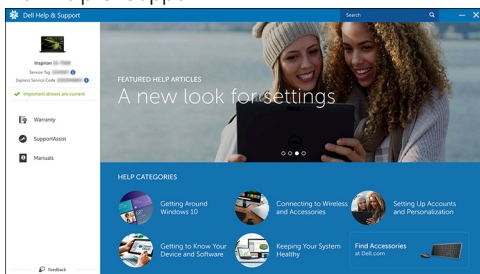 Dell Help & Support
Search
Inspiron
Service Tag
Express Service Code
Important drivers are current
Warranty
SupportAssist
Manuals
Feedback
FEATURED HELP ARTICLES
A new look for settings
HELP CATEGORIES
Getting Around
Windows 10
Connecting to Wireless
and Accessories
Setting Up Accounts
and Personalization
Getting to Know Your
Device and Software
Keeping Your System
Healthy
Find Accessories
at Dell.com